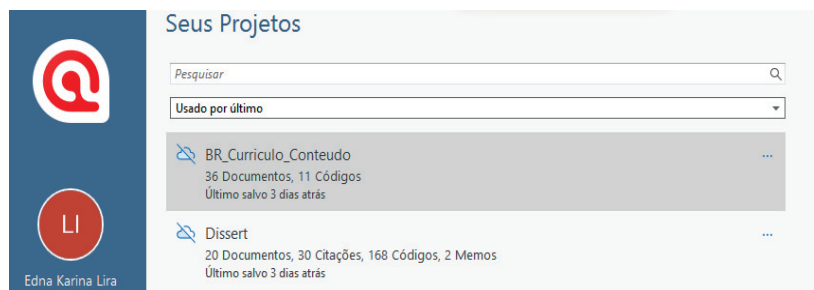 Seus Projetos
Pesquisar
Usado por último
BR_Curriculo_Conteudo
...
36 Documentos, 11 Códigos
Último salvo 3 dias atrás
LI
Edna Karina Lira
Dissert
...
20 Documentos, 30 Citações, 168 Códigos, 2 Memos
Último salvo 3 dias atrás